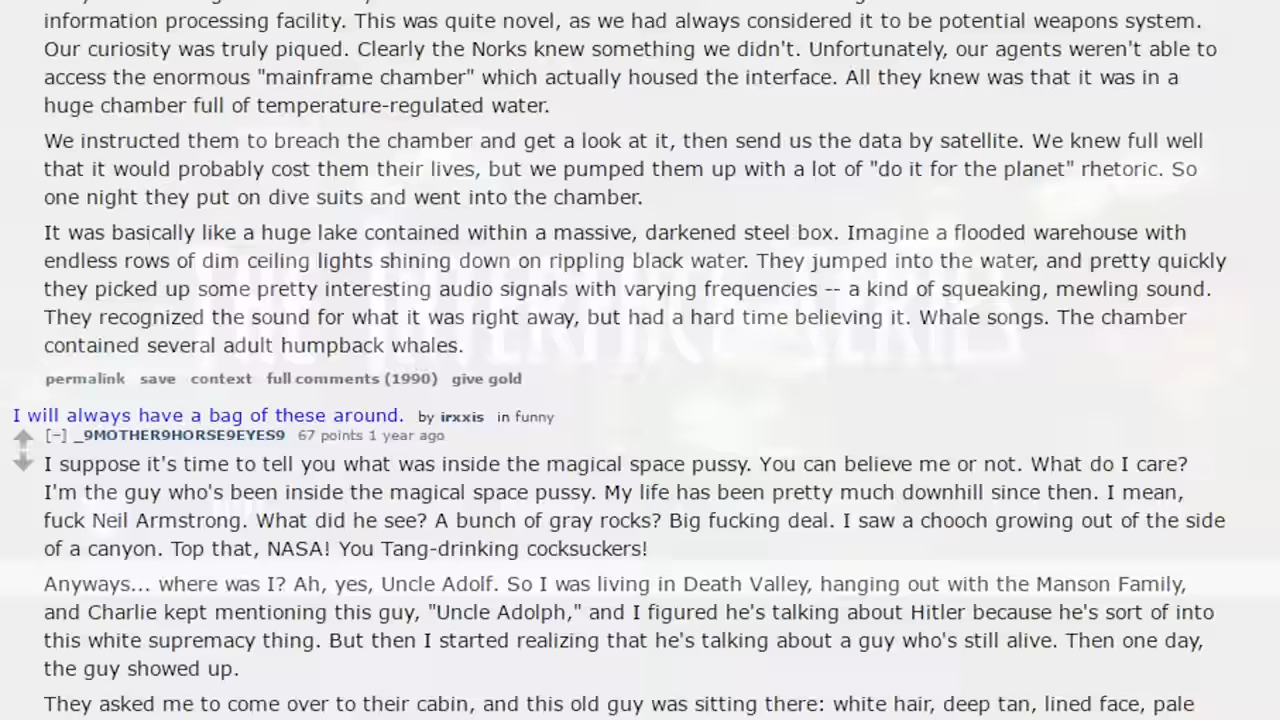 information processing facility. This was quite novel, as we had always considered it to be potential weapons system.
Our curiosity was truly piqued. Clearly the Norks knew something we didn't. Unfortunately, our agents weren't able to
access the enormous "mainframe chamber" which actually housed the interface. All they knew was that it was in a
huge chamber full of temperature-regulated water.
We instructed them to breach the chamber and get a look at it, then send us the data by satellite. We knew full well
that it would probably cost them their lives, but we pumped them up with a lot of "do it for the planet" rhetoric. So
one night they put on dive suits and went into the chamber.
It was basically like a huge lake contained within a massive, darkened steel box. Imagine a flooded warehouse with
endless rows of dim ceiling lights shining down on rippling black water. They jumped into the water, and pretty quickly
they picked up some pretty interesting audio signals with varying frequencies -- a kind of squeaking, mewling sound.
They recognized the sound for what it was right away, but had a hard time believing it. Whale songs. The chamber
contained several adult humpback whales.
permalink save context full comments (1990) give gold
I will always have a bag of these around. by irxxis in funny
[–] _9MOTHER9HORSE9EYES9 67 points 1 year ago
I suppose it's time to tell you what was inside the magical space pussy. You can believe me or not. What do I care?
I'm the guy who's been inside the magical space pussy. My life has been pretty much downhill since then. I mean,
fuck Neil Armstrong. What did he see? A bunch of gray rocks? Big fucking deal. I saw a chooch growing out of the side
of a canyon. Top that, NASA! You Tang-drinking cocksuckers!
Anyways... where was I? Ah, yes, Uncle Adolf. So I was living in Death Valley, hanging out with the Manson Family,
and Charlie kept mentioning this guy, "Uncle Adolph," and I figured he's talking about Hitler because he's sort of into
this white supremacy thing. But then I started realizing that he's talking about a guy who's still alive. Then one day,
the guy showed up.
They asked me to come over to their cabin, and this old guy was sitting there: white hair, deep tan, lined face, pale